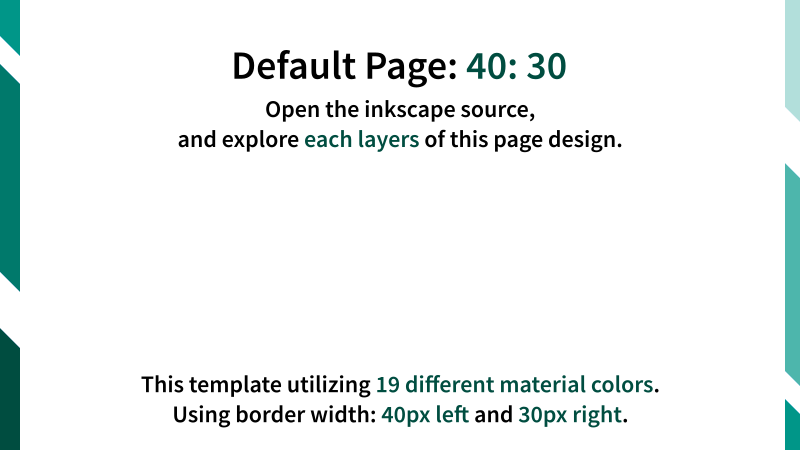 Default Page: 40: 30
Open the inkscape source,
and explore each layers of this page design.
This template utilizing 19 different material colors.
Using border width: 40px left and 30px right.